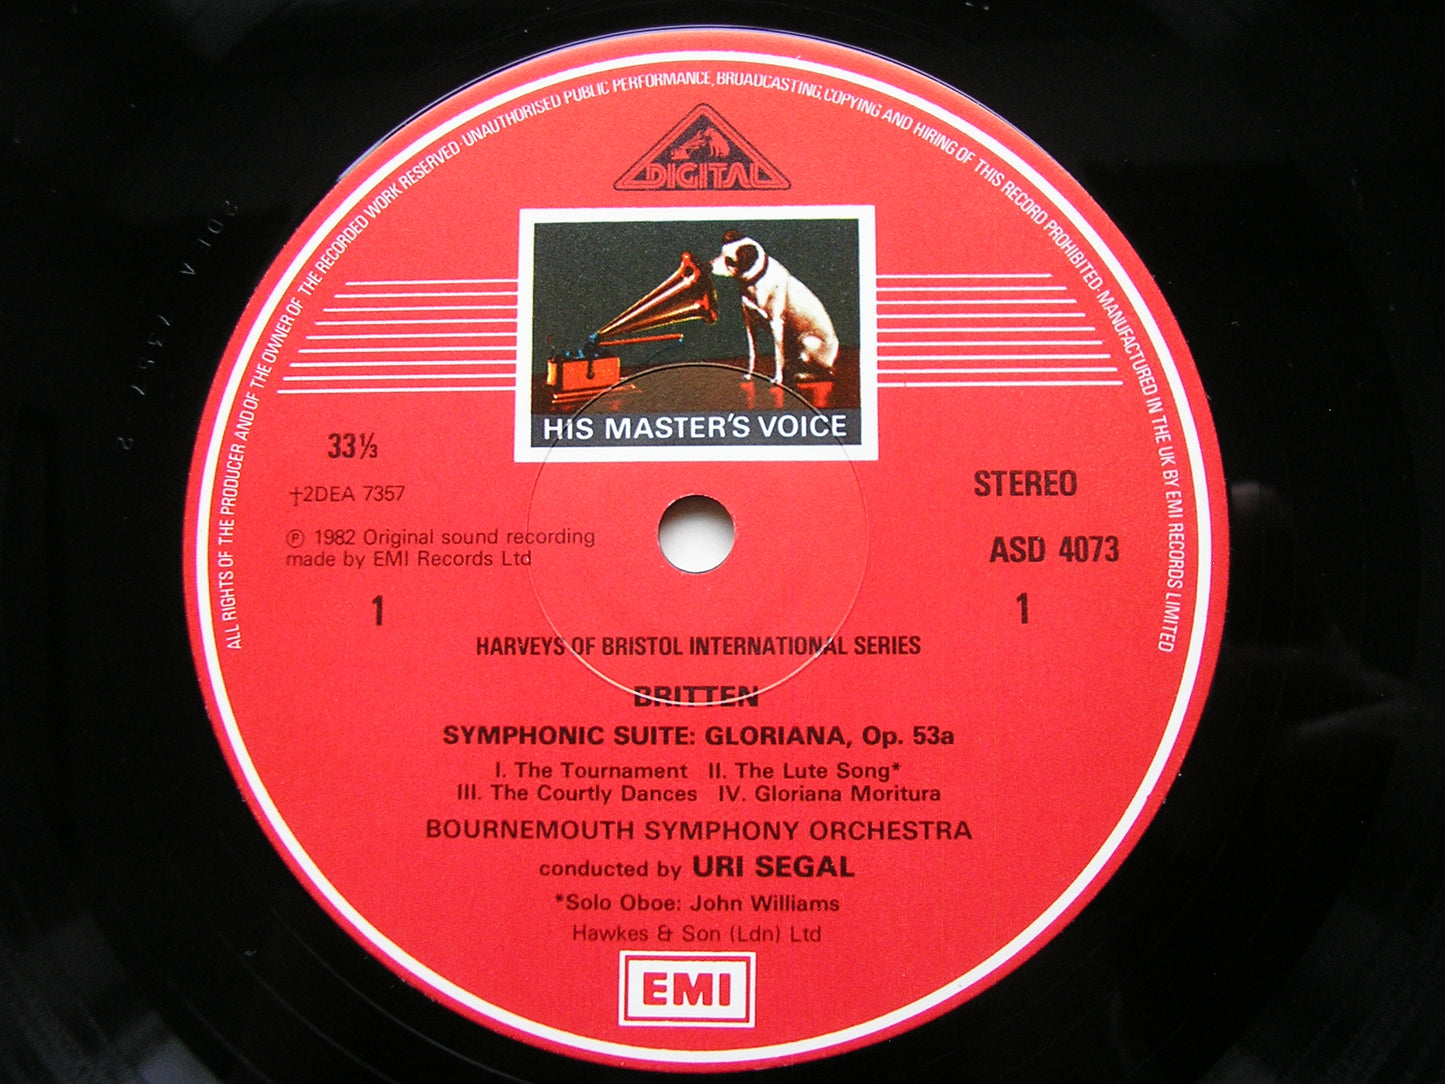 ALL RIGHTS OF THE PRODUCER AND OF THE OWNER OF THE RECORDED WORK RESERVED·UNAUTHORISED PUBLIC PERFORMANCE, BROADCASTING, COPYING AND HIRING OF THIS RECORD PROHIBITED·MANUFACTURED IN THE UK BY EMI RECORDS LIMITED
DIGITAL
HIS MASTER'S VOICE
33⅓
STEREO
†2DEA 7357
ASD 4073
℗ 1982 Original sound recording
made by EMI Records Ltd
1
1
HARVEYS OF BRISTOL INTERNATIONAL SERIES
BRITTEN
SYMPHONIC SUITE: GLORIANA, Op. 53a
I. The Tournament II. The Lute Song*
III. The Courtly Dances IV. Gloriana Moritura
BOURNEMOUTH SYMPHONY ORCHESTRA
conducted by URI SEGAL
*Solo Oboe: John Williams
Hawkes & Son (Ldn) Ltd
EMI